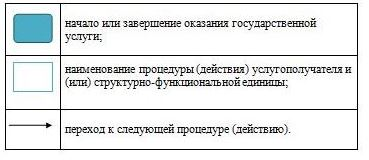 начало или завершение оказания государственной
услуги;
наименование процедуры (действия) услугополучателя и
(или) структурно-функциональной единицы;
переход к следующей процедуре (действию).